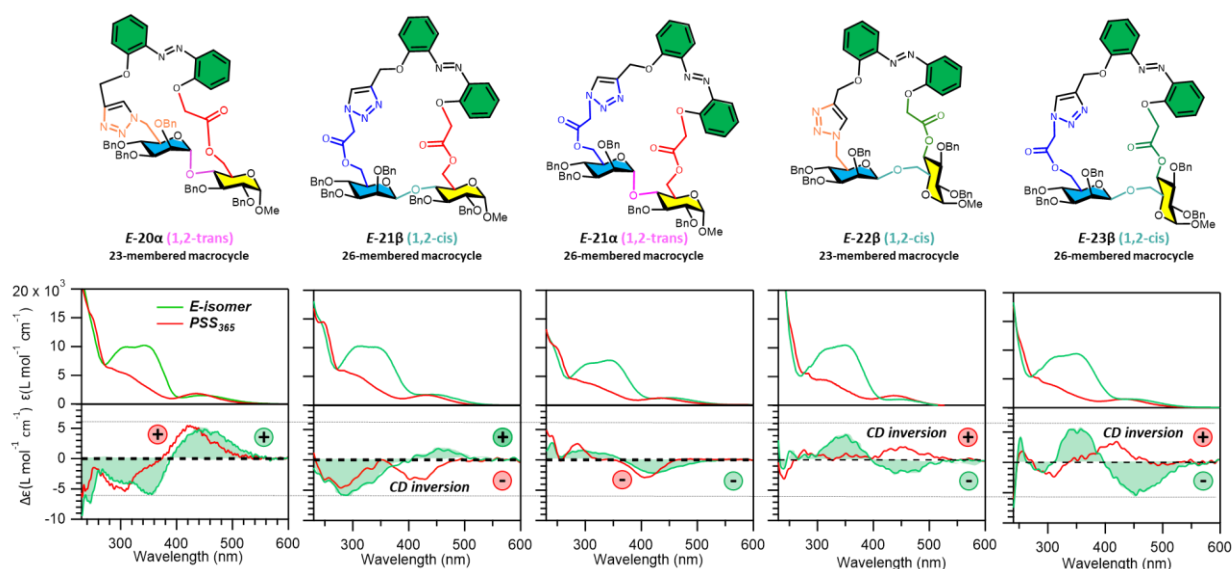 N=N
O
O
O
N
N=N
OBn
BnO
BnO
O
O
O
O
BnO
BnO
OMe
E-20α (1,2-trans)
23-membered macrocycle
N=N
O
O
N
N=N
O
O
O
O
OBn
BnO
BnO
O
O
O
BnO
BnO
OMe
E-21β (1,2-cis)
26-membered macrocycle
N=N
O
O
N
N=N
O
O
O
O
OBn
BnO
BnO
O
O
O
BnO
BnO
OMe
E-21α (1,2-trans)
26-membered macrocycle
N=N
O
O
N=N
N
O
O
OBn
BnO
BnO
O
O
OBn
O
OBn
OMe
E-22β (1,2-cis)
23-membered macrocycle
N=N
O
O
N
N=N
O
O
O
O
OBn
BnO
BnO
O
O
OBn
O
OBn
OMe
E-23β (1,2-cis)
26-membered macrocycle
20 x 10³
10
5
0
ε(L mol⁻¹ cm⁻¹)
E-isomer
PSS₃₆₅
5
0
-5
-10
Δε(L mol⁻¹ cm⁻¹)
+
+
+
CD inversion
-
-
-
CD inversion
+
-
CD inversion
+
-
300 400 500 600
300 400 500 600
300 400 500 600
300 400 500 600
300 400 500 600
Wavelength (nm)
Wavelength (nm)
Wavelength (nm)
Wavelength (nm)
Wavelength (nm)